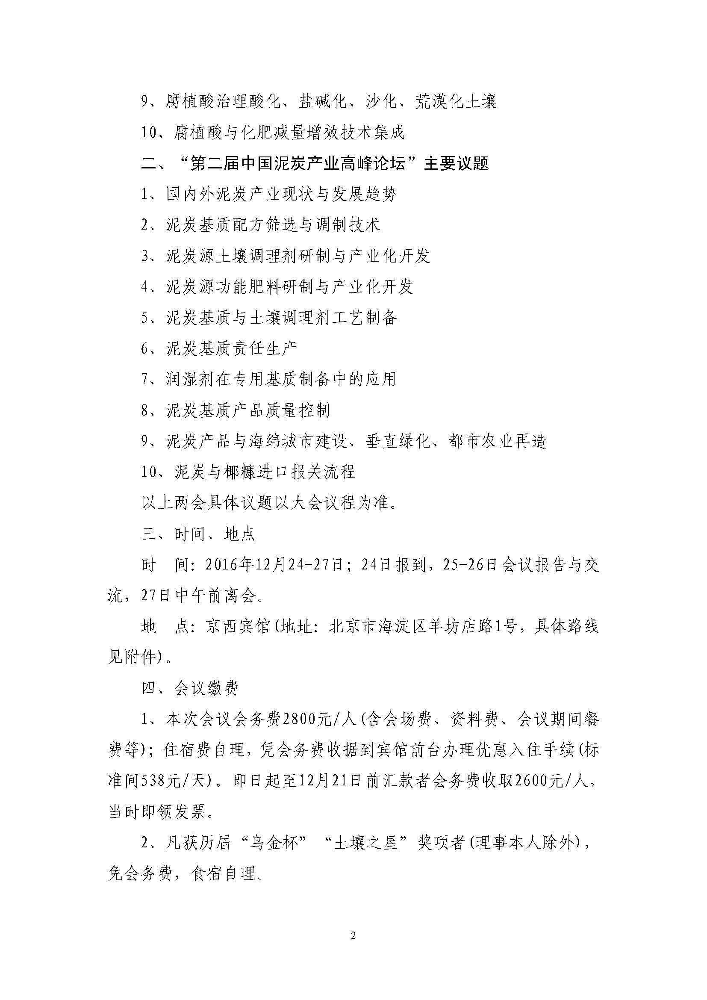 9、腐植酸治理酸化、盐碱化、沙化、荒漠化土壤
10、腐植酸与化肥减量增效技术集成
二、“第二届中国泥炭产业高峰论坛”主要议题
1、国内外泥炭产业现状与发展趋势
2、泥炭基质配方筛选与调制技术
3、泥炭源土壤调理剂研制与产业化开发
4、泥炭源功能肥料研制与产业化开发
5、泥炭基质与土壤调理剂工艺制备
6、泥炭基质责任生产
7、润湿剂在专用基质制备中的应用
8、泥炭基质产品质量控制
9、泥炭产品与海绵城市建设、垂直绿化、都市农业再造
10、泥炭与椰糠进口报关流程
以上两会具体议题以大会议程为准。
三、时间、地点
时　间：2016年12月24-27日；24日报到，25-26日会议报告与交
流，27日中午前离会。
地　点：京西宾馆(地址：北京市海淀区羊坊店路1号，具体路线
见附件)。
四、会议缴费
1、本次会议会务费2800元/人(含会场费、资料费、会议期间餐
费等)；住宿费自理，凭会务费收据到宾馆前台办理优惠入住手续(标
准间538元/天)。即日起至12月21日前汇款者会务费收取2600元/人，
当时即领发票。
2、凡获历届“乌金杯”“土壤之星”奖项者(理事本人除外)，
免会务费，食宿自理。
2